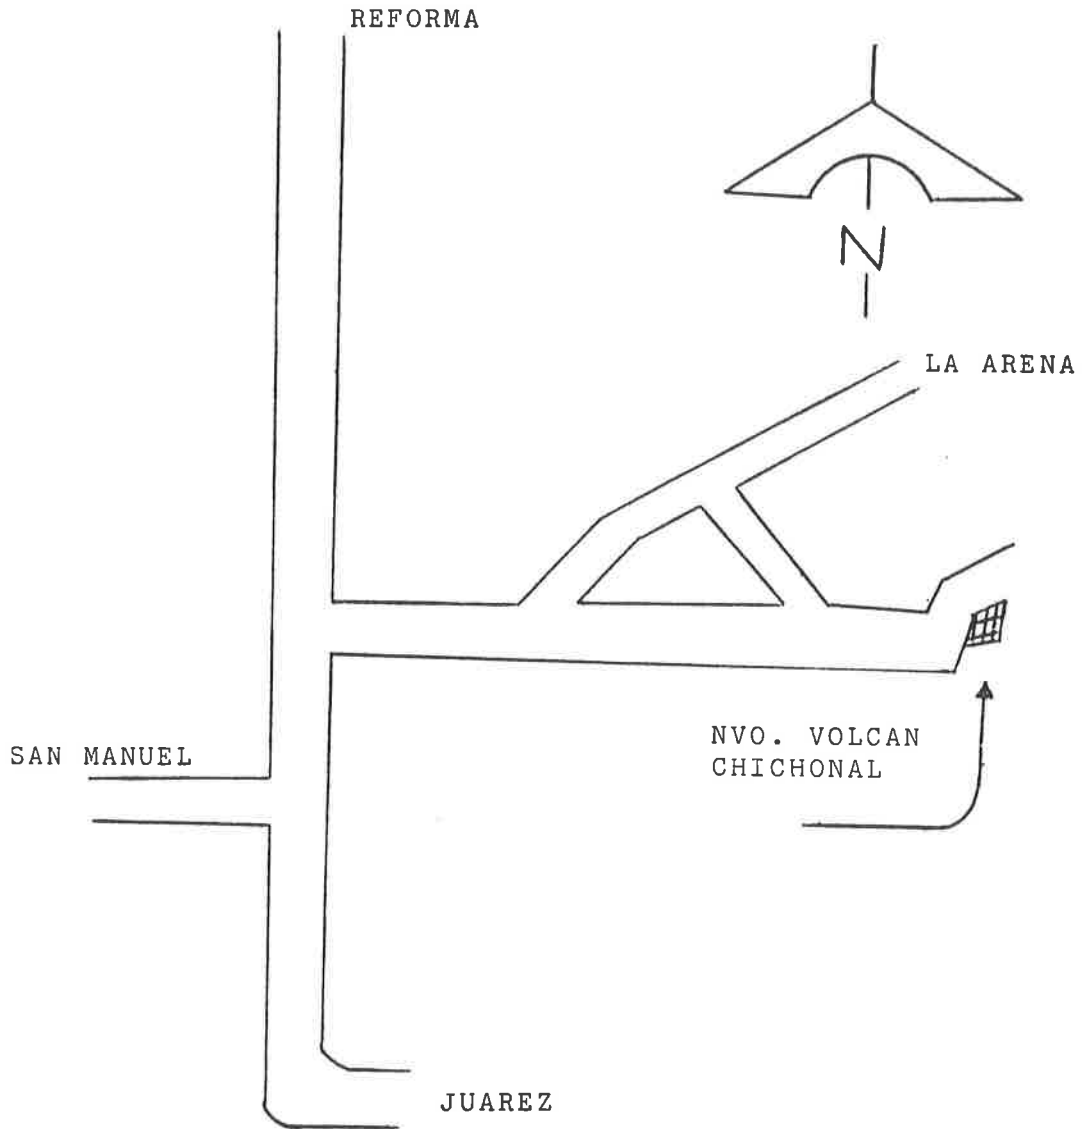 REFORMA
N
LA ARENA
SAN MANUEL
NVO. VOLCAN
CHICHONAL
JUAREZ